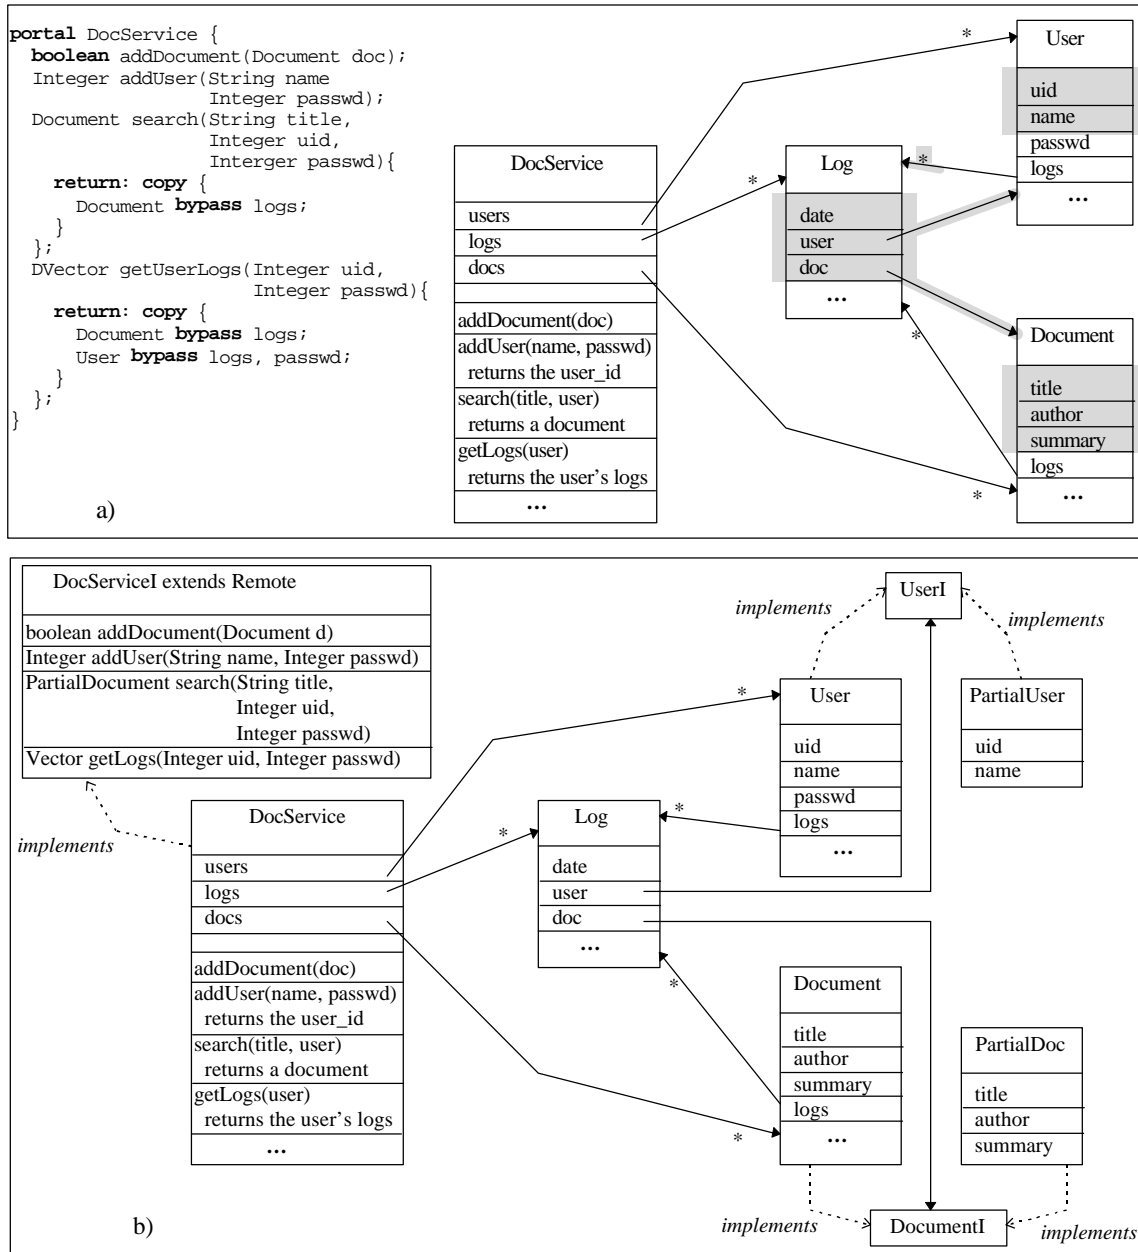 portal DocService {
boolean addDocument(Document doc);
Integer addUser(String name
Integer passwd);
Document search(String title,
Integer uid,
Interger passwd){
return: copy {
Document bypass logs;
}
};
DVector getUserLogs(Integer uid,
Integer passwd){
return: copy {
Document bypass logs;
User bypass logs, passwd;
}
};
}
a)
DocService
users
logs
docs
addDocument(doc)
addUser(name, passwd)
returns the user_id
search(title, user)
returns a document
getLogs(user)
returns the user's logs
...
*
*
*
*
*
Log
date
user
doc
...
User
uid
name
passwd
logs
...
Document
title
author
summary
logs
...
DocServiceI extends Remote
boolean addDocument(Document d)
Integer addUser(String name, Integer passwd)
PartialDocument search(String title,
Integer uid,
Integer passwd)
Vector getLogs(Integer uid, Integer passwd)
implements
DocService
users
logs
docs
addDocument(doc)
addUser(name, passwd)
returns the user_id
search(title, user)
returns a document
getLogs(user)
returns the user's logs
...
*
*
*
*
*
Log
date
user
doc
...
UserI
implements
implements
User
uid
name
passwd
logs
...
PartialUser
uid
name
Document
title
author
summary
logs
...
PartialDoc
title
author
summary
implements
DocumentI
implements
b)